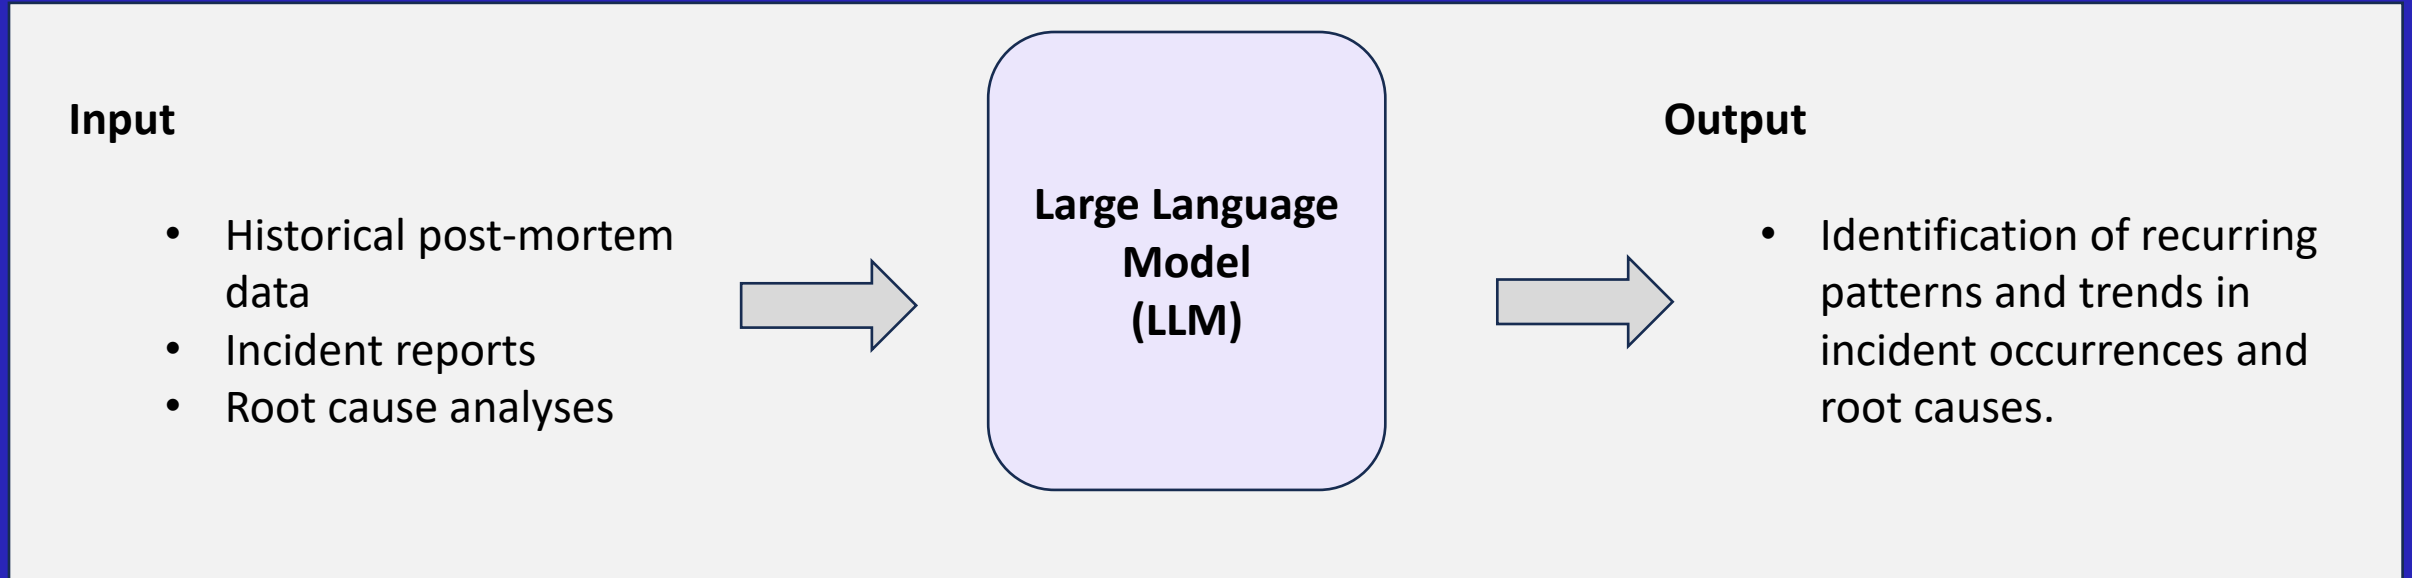 Input
• Historical post-mortem
data
• Incident reports
• Root cause analyses
Large Language
Model
(LLM)
Output
• Identification of recurring
patterns and trends in
incident occurrences and
root causes.